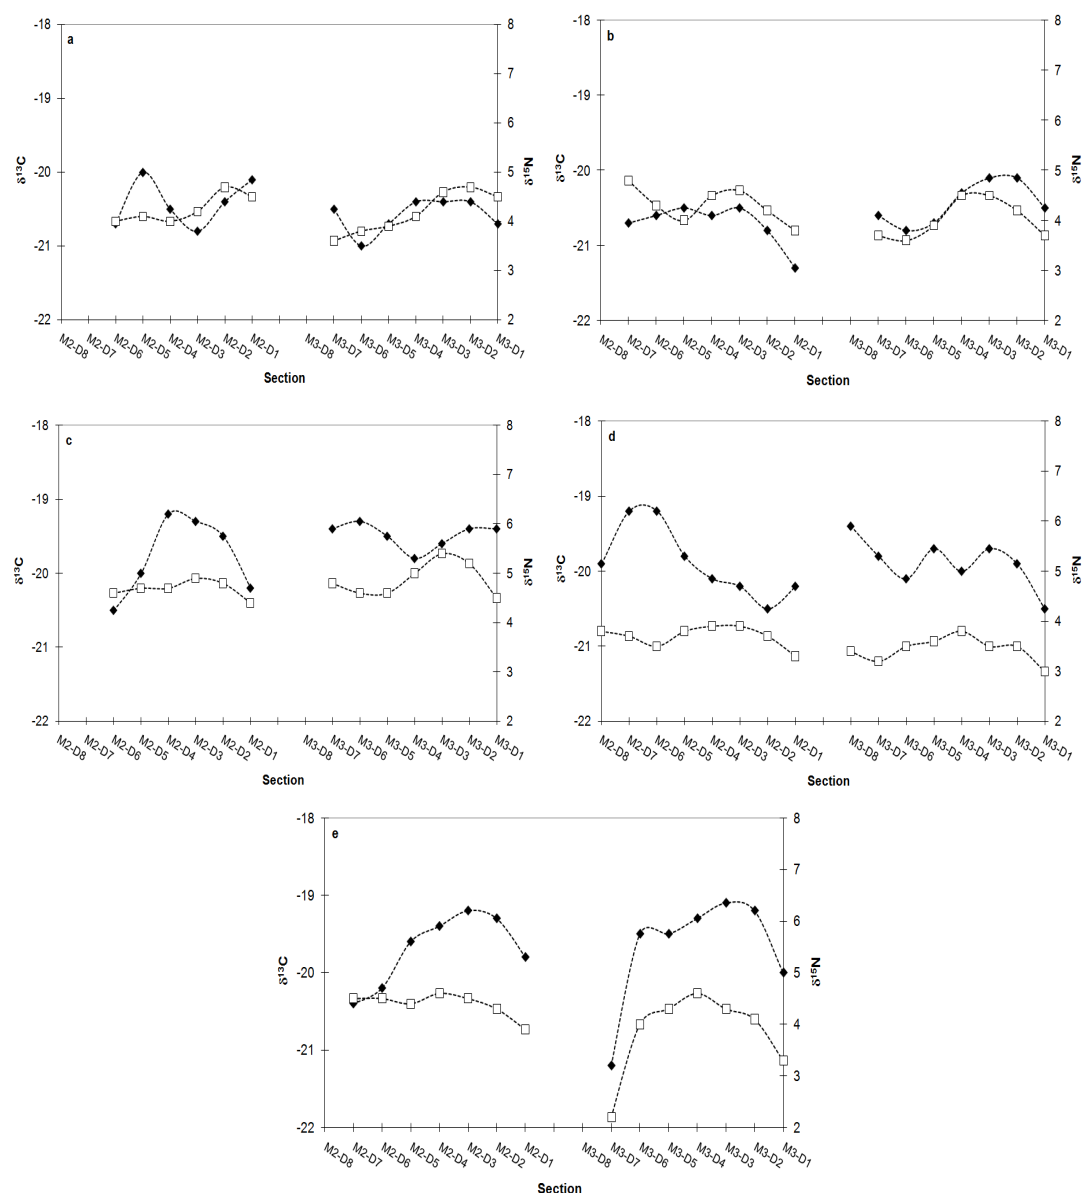 a
-18
-19
-20
-21
-22
δ¹³C
8
7
6
5
4
3
2
δ¹⁵N
M2-D8
M2-D7
M2-D6
M2-D5
M2-D4
M2-D3
M2-D2
M2-D1
M3-D8
M3-D7
M3-D6
M3-D5
M3-D4
M3-D3
M3-D2
M3-D1
Section
b
-18
-19
-20
-21
-22
8
7
6
5
4
3
2
δ¹³C
δ¹⁵N
M2-D8
M2-D7
M2-D6
M2-D5
M2-D4
M2-D3
M2-D2
M2-D1
M3-D8
M3-D7
M3-D6
M3-D5
M3-D4
M3-D3
M3-D2
M3-D1
Section
c
-18
-19
-20
-21
-22
δ¹³C
8
7
6
5
4
3
2
δ¹⁵N
M2-D8
M2-D7
M2-D6
M2-D5
M2-D4
M2-D3
M2-D2
M2-D1
M3-D8
M3-D7
M3-D6
M3-D5
M3-D4
M3-D3
M3-D2
M3-D1
Section
d
-18
-19
-20
-21
-22
δ¹³C
8
7
6
5
4
3
2
δ¹⁵N
M2-D8
M2-D7
M2-D6
M2-D5
M2-D4
M2-D3
M2-D2
M2-D1
M3-D8
M3-D7
M3-D6
M3-D5
M3-D4
M3-D3
M3-D2
M3-D1
Section
e
-18
-19
-20
-21
-22
δ¹³C
8
7
6
5
4
3
2
δ¹⁵N
M2-D8
M2-D7
M2-D6
M2-D5
M2-D4
M2-D3
M2-D2
M2-D1
M3-D8
M3-D7
M3-D6
M3-D5
M3-D4
M3-D3
M3-D2
M3-D1
Section